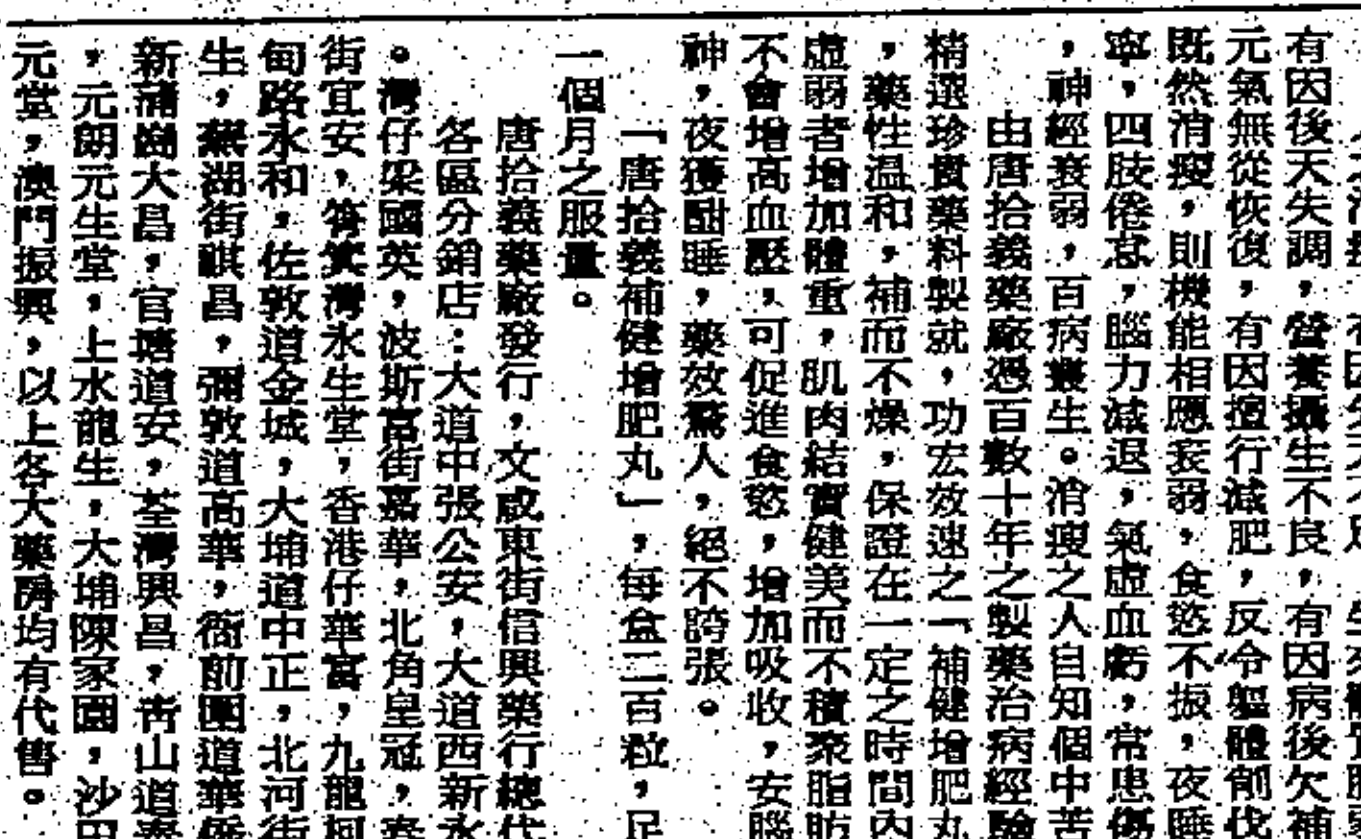 有因後天失調，營養攝生不良，有因病後欠補
元氣無從恢復，有因擅行減肥，反令軀體削伐
既然消瘦，則機能相應衰弱，食慾不振，夜睡
寧，四肢倦怠，腦力減退，氣虛血虧，常患傷
，神經衰弱，百病叢生。消瘦之人自知個中苦
由唐拾義藥廠憑百數十年之製藥治病經驗
精選珍貴藥料製就，功宏效速之「補健增肥丸
，藥性温和，補而不燥，保證在一定之時間內
虛弱者增加體重，肌肉結實健美而不積聚脂肪
不會增高血壓，可促進食慾，增加吸收，安腦
神，夜獲酣睡，藥效驚人，絕不誇張。
「唐拾義補健增肥丸」，每盒二百粒，足
一個月之服量。
唐拾義藥廠發行，文咸東街信興藥行總代
各區分銷店：大道中張公安，大道西新永
。灣仔梁國英，波斯富街嘉華，北角皇冠，
街宜安，筲箕灣永生堂，香港仔華富，九龍柯
甸路永和，佐敦道金城，大埔道中正，北河街
生，蕪湖街祺昌，彌敦道高華，衙前圍道華僑
新蒲崗大昌，官塘道安，荃灣興昌，青山道
，元朗元生堂，上水龍生，大埔陳家園，沙田
元堂，澳門振興，以上各大藥房均有代售。